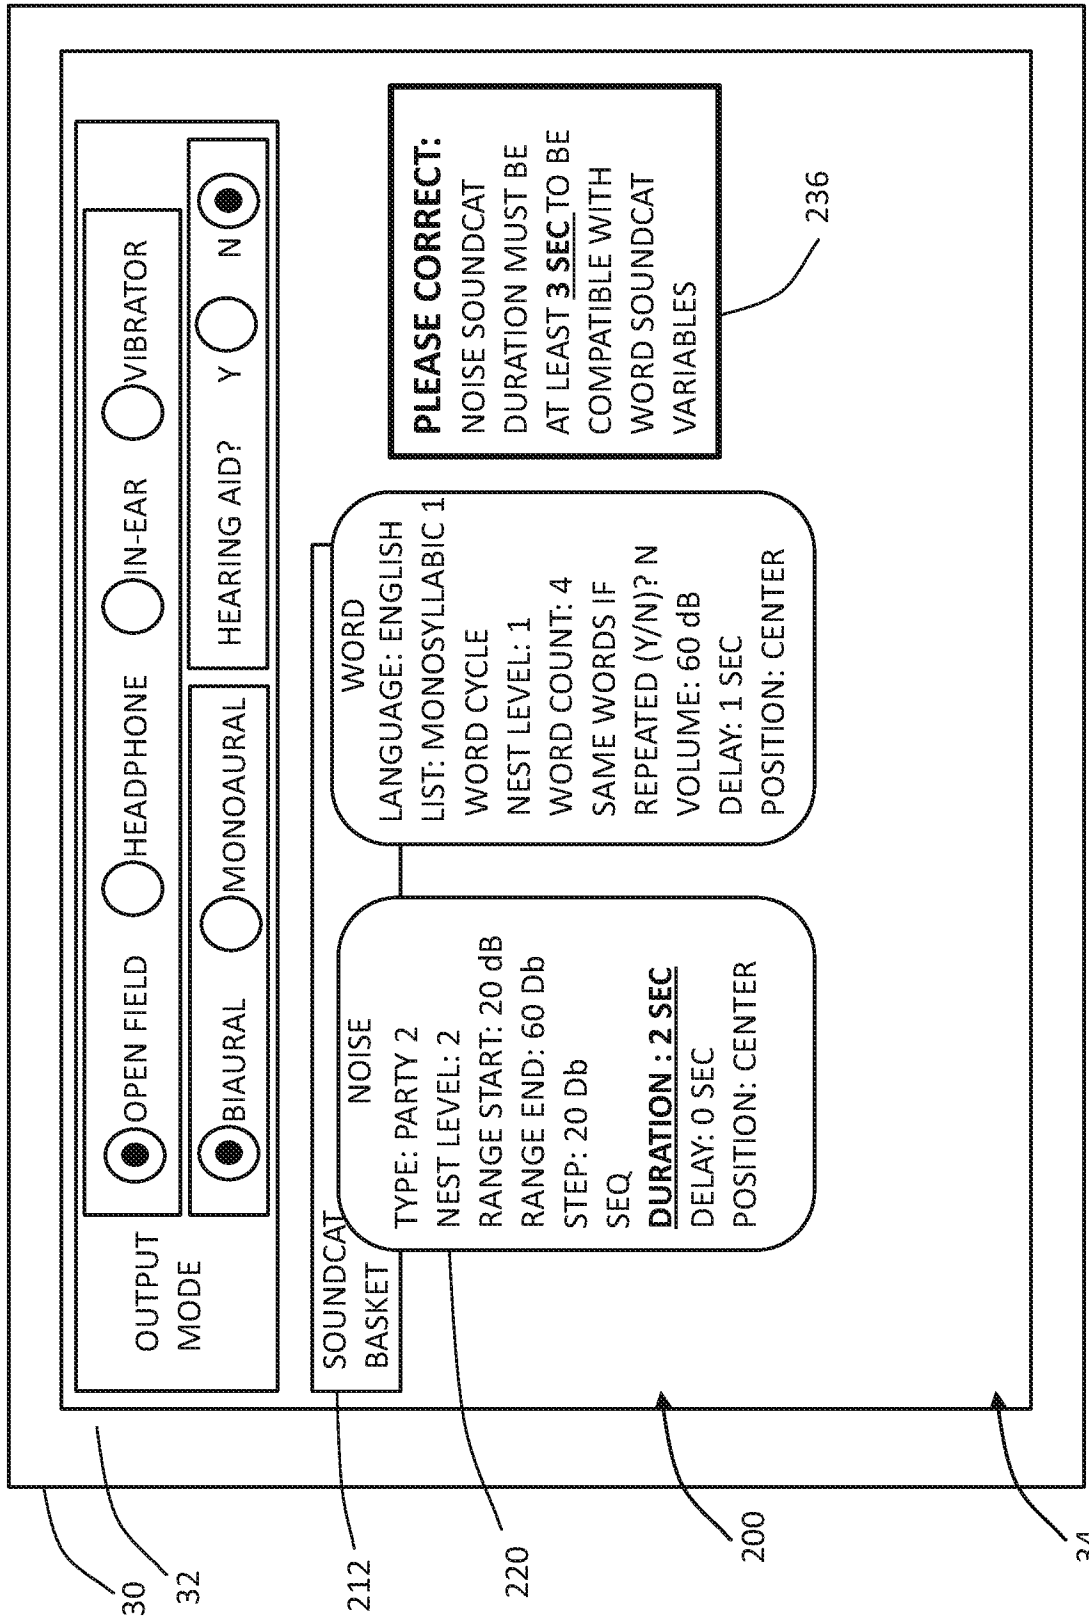 OUTPUT
MODE
OPEN FIELD HEADPHONE IN-EAR VIBRATOR
BIAURAL MONOAURAL HEARING AID? Y N
SOUNDCAT
BASKET
NOISE
TYPE: PARTY 2
NEST LEVEL: 2
RANGE START: 20 dB
RANGE END: 60 Db
STEP: 20 Db
SEQ
DURATION : 2 SEC
DELAY: 0 SEC
POSITION: CENTER
WORD
LANGUAGE: ENGLISH
LIST: MONOSYLLABIC 1
WORD CYCLE
NEST LEVEL: 1
WORD COUNT: 4
SAME WORDS IF
REPEATED (Y/N)? N
VOLUME: 60 dB
DELAY: 1 SEC
POSITION: CENTER
PLEASE CORRECT:
NOISE SOUNDCAT
DURATION MUST BE
AT LEAST 3 SEC TO BE
COMPATIBLE WITH
WORD SOUNDCAT
VARIABLES
236
30
32
212
220
200
34